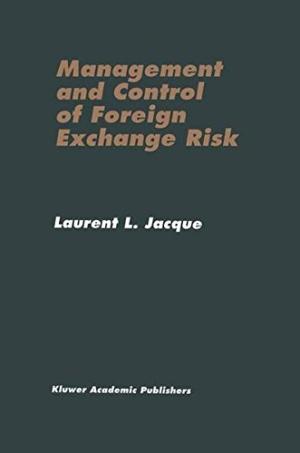 Management
and Control
of Foreign
Exchange Risk
Laurent L. Jacque
Kluwer Academic Publishers